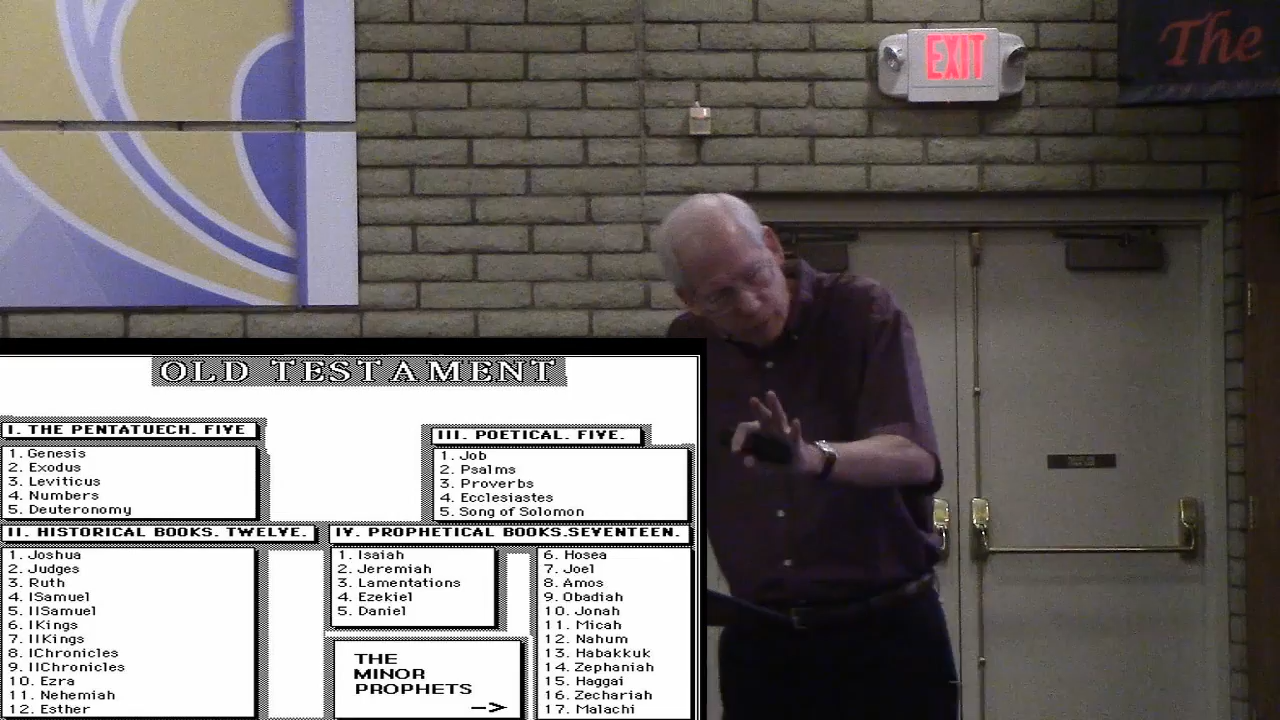 The
EXIT
OLD TESTAMENT
I. THE PENTATUECH. FIVE
1. Genesis
2. Exodus
3. Leviticus
4. Numbers
5. Deuteronomy
II. HISTORICAL BOOKS. TWELVE.
1. Joshua
2. Judges
3. Ruth
4. ISamuel
5. IISamuel
6. IKings
7. IIKings
8. IChronicles
9. IIChronicles
10. Ezra
11. Nehemiah
12. Esther
III. POETICAL. FIVE.
1. Job
2. Psalms
3. Proverbs
4. Ecclesiastes
5. Song of Solomon
IV. PROPHETICAL BOOKS.SEVENTEEN.
1. Isaiah
2. Jeremiah
3. Lamentations
4. Ezekiel
5. Daniel
THE
MINOR
PROPHETS
-->
6. Hosea
7. Joel
8. Amos
9. Obadiah
10. Jonah
11. Micah
12. Nahum
13. Habakkuk
14. Zephaniah
15. Haggai
16. Zechariah
17. Malachi